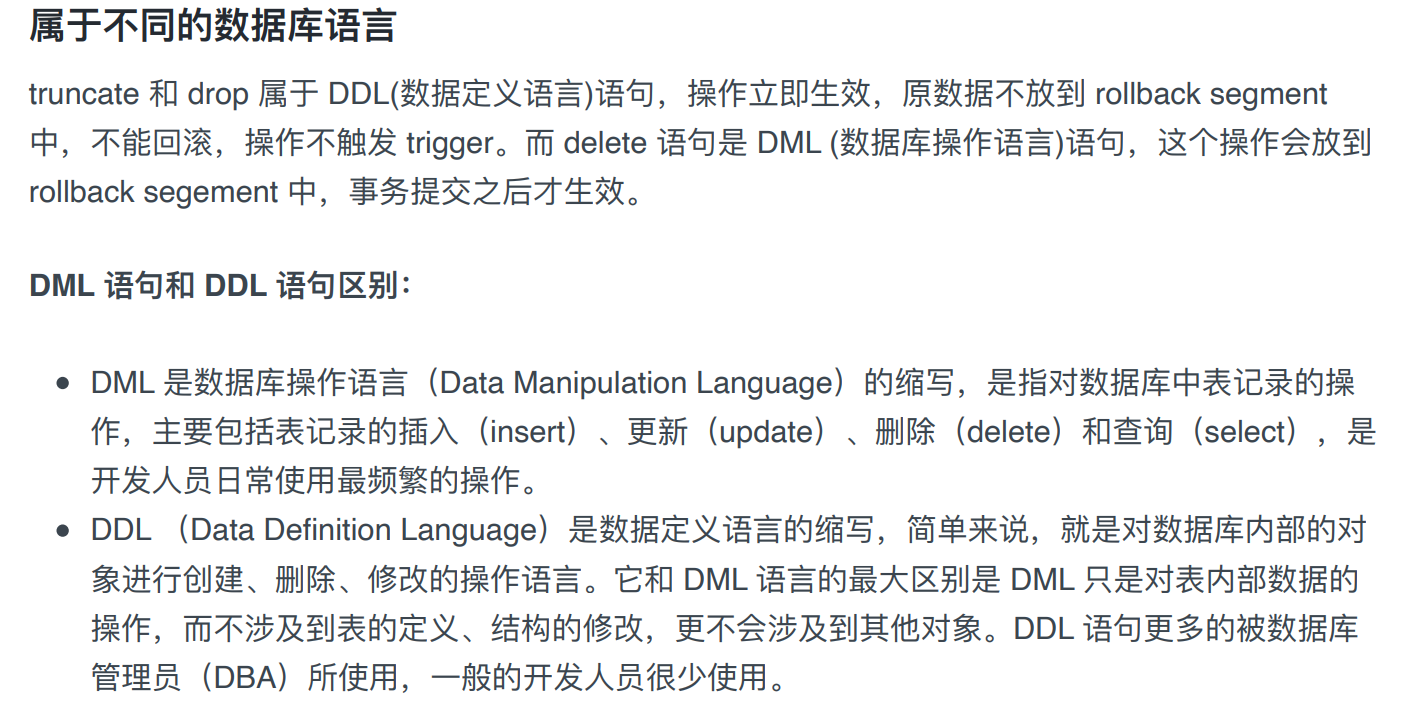 属于不同的数据库语言
truncate 和 drop 属于 DDL(数据定义语言)语句，操作立即生效，原数据不放到 rollback segment
中，不能回滚，操作不触发 trigger。而 delete 语句是 DML (数据库操作语言)语句，这个操作会放到
rollback segement 中，事务提交之后才生效。
DML 语句和 DDL 语句区别：
● DML 是数据库操作语言（Data Manipulation Language）的缩写，是指对数据库中表记录的操
作，主要包括表记录的插入（insert）、更新（update）、删除（delete）和查询（select），是
开发人员日常使用最频繁的操作。
● DDL （Data Definition Language）是数据定义语言的缩写，简单来说，就是对数据库内部的对
象进行创建、删除、修改的操作语言。它和 DML 语言的最大区别是 DML 只是对表内部数据的
操作，而不涉及到表的定义、结构的修改，更不会涉及到其他对象。DDL 语句更多的被数据库
管理员（DBA）所使用，一般的开发人员很少使用。